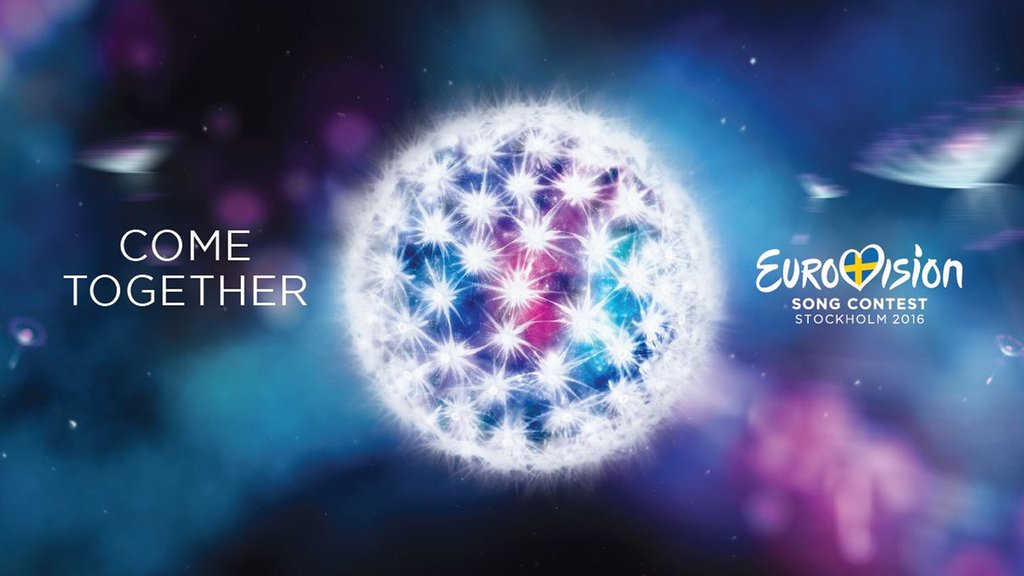 COME
TOGETHER
EUROVISION
SONG CONTEST
STOCKHOLM 2016